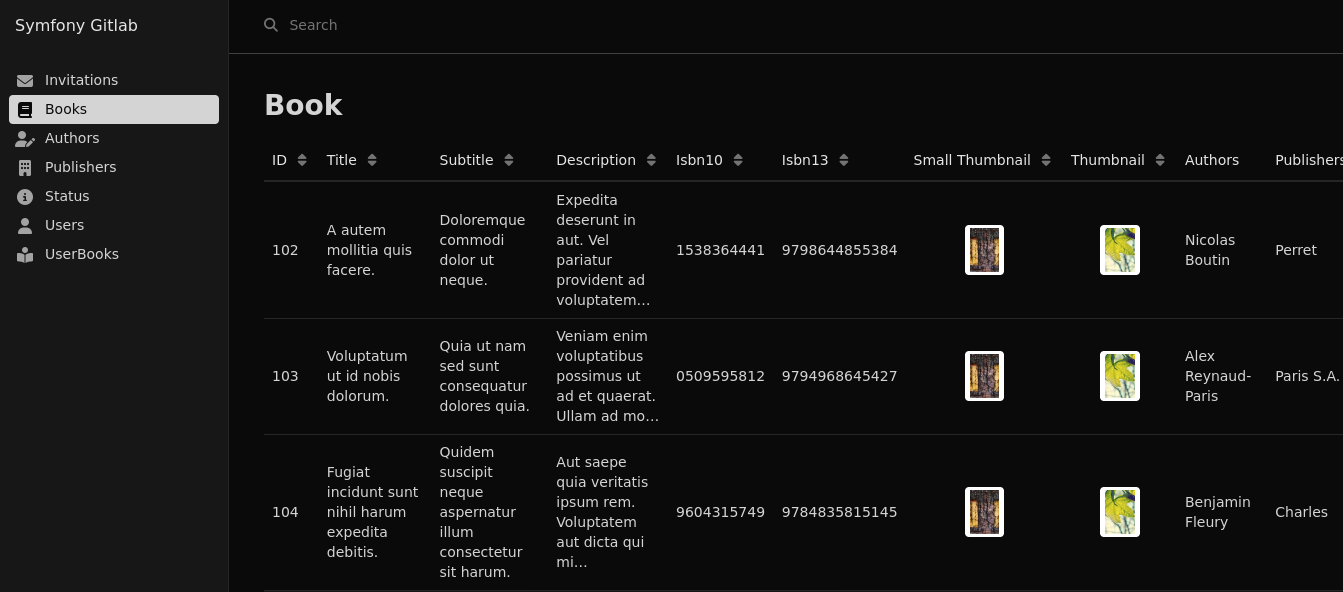 Symfony Gitlab
Search
Invitations
Books
Authors
Publishers
Status
Users
UserBooks
Book
ID Title Subtitle Description Isbn10 Isbn13 Small Thumbnail Thumbnail Authors Publishers
102
A autem
mollitia quis
facere.
Doloremque
commodi
dolor ut
neque.
Expedita
deserunt in
aut. Vel
pariatur
provident ad
voluptatem…
1538364441
9798644855384
Nicolas
Boutin
Perret
103
Voluptatum
ut id nobis
dolorum.
Quia ut nam
sed sunt
consequatur
dolores quia.
Veniam enim
voluptatibus
possimus ut
ad et quaerat.
Ullam ad mo…
0509595812
9794968645427
Alex
Reynaud-
Paris
Paris S.A.
104
Fugiat
incidunt sunt
nihil harum
expedita
debitis.
Quidem
suscipit
neque
aspernatur
illum
consectetur
sit harum.
Aut saepe
quia veritatis
ipsum rem.
Voluptatem
aut dicta qui
mi…
9604315749
9784835815145
Benjamin
Fleury
Charles